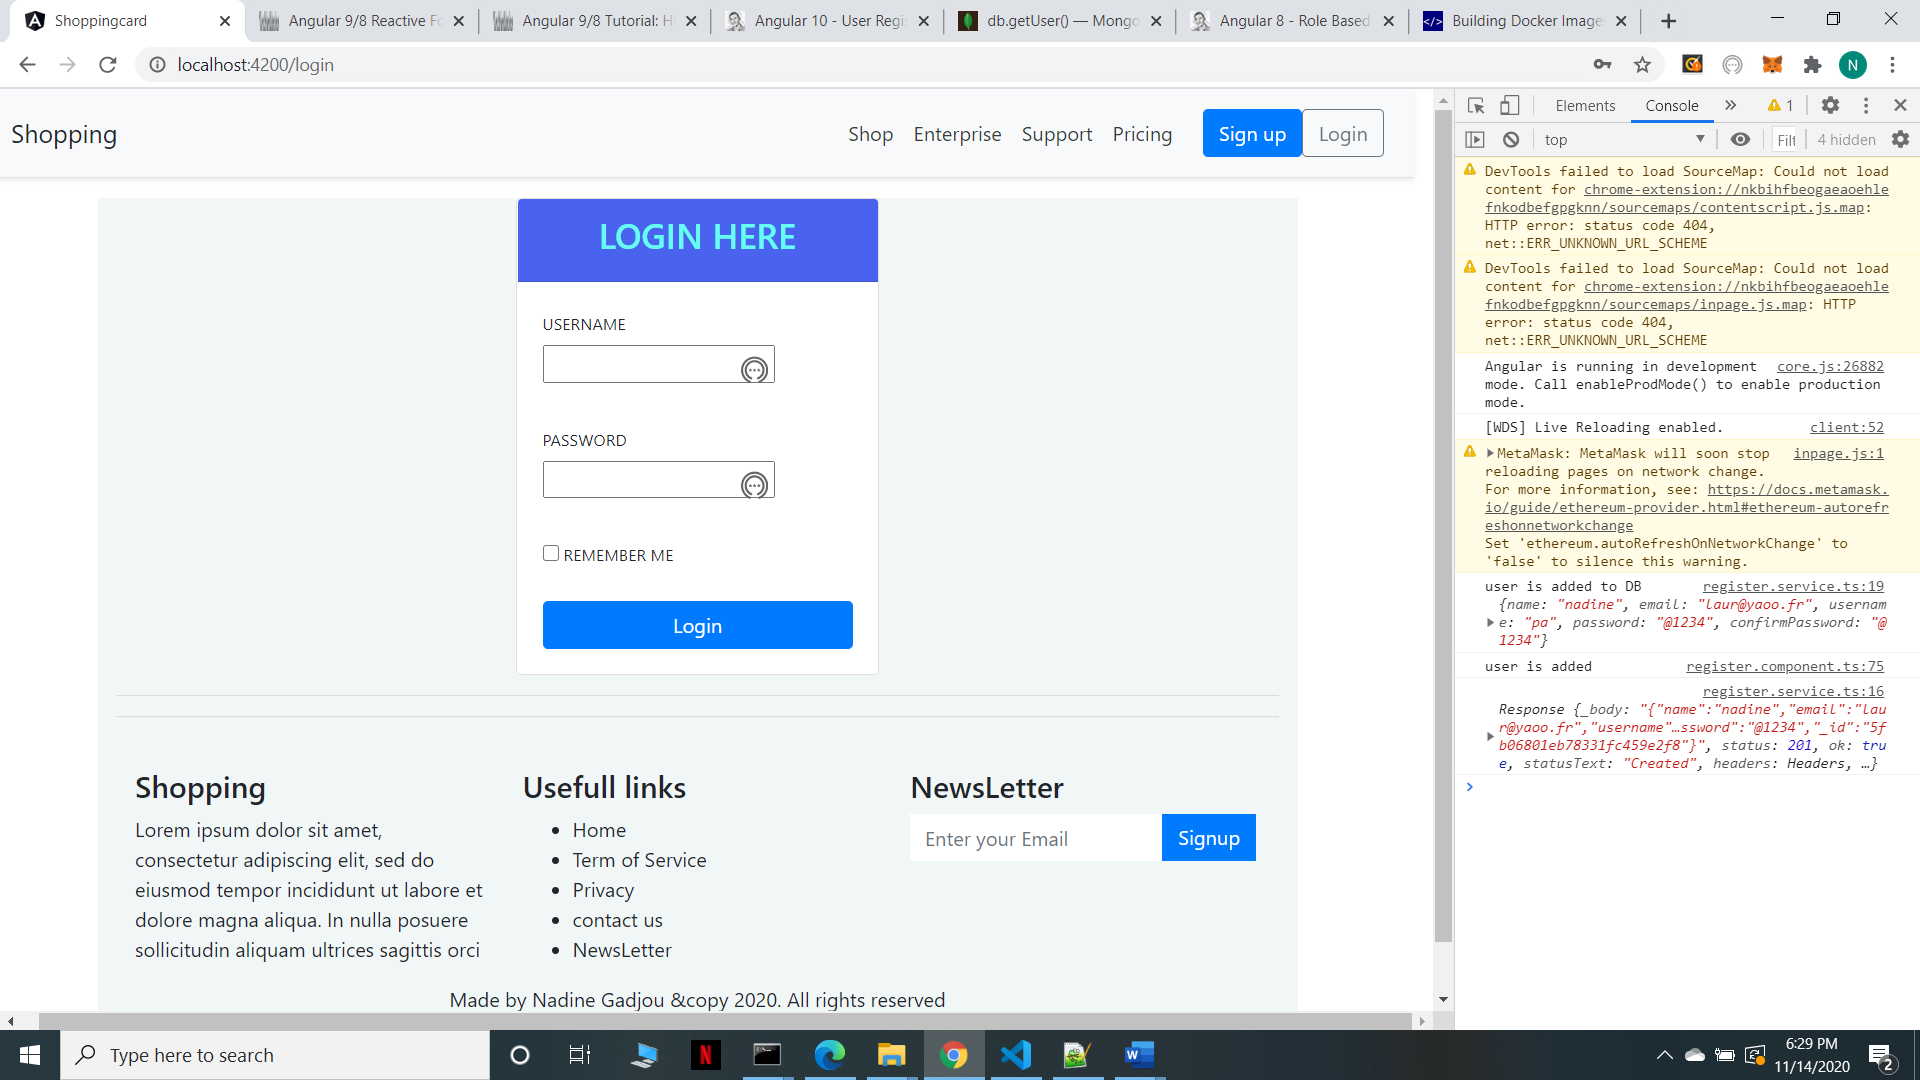 Shoppingcard
Angular 9/8 Reactive Fo
Angular 9/8 Tutorial: H
Angular 10 - User Regi
db.getUser() — Mongo
Angular 8 - Role Based
Building Docker Image
localhost:4200/login
N
Shopping
Shop Enterprise Support Pricing Sign up Login
LOGIN HERE
USERNAME
PASSWORD
REMEMBER ME
Login
Shopping
Lorem ipsum dolor sit amet,
consectetur adipiscing elit, sed do
eiusmod tempor incididunt ut labore et
dolore magna aliqua. In nulla posuere
sollicitudin aliquam ultrices sagittis orci
Usefull links
Home
Term of Service
Privacy
contact us
NewsLetter
NewsLetter
Enter your Email Signup
Made by Nadine Gadjou &copy 2020. All rights reserved
Elements Console » 1
top Filt 4 hidden
DevTools failed to load SourceMap: Could not load
content for chrome-extension://nkbihfbeogaeaoehle
fnkodbefgpgknn/sourcemaps/contentscript.js.map:
HTTP error: status code 404,
net::ERR_UNKNOWN_URL_SCHEME
DevTools failed to load SourceMap: Could not load
content for chrome-extension://nkbihfbeogaeaoehle
fnkodbefgpgknn/sourcemaps/inpage.js.map: HTTP
error: status code 404,
net::ERR_UNKNOWN_URL_SCHEME
Angular is running in development core.js:26882
mode. Call enableProdMode() to enable production
mode.
[WDS] Live Reloading enabled. client:52
MetaMask: MetaMask will soon stop inpage.js:1
reloading pages on network change.
For more information, see: https://docs.metamask.
io/guide/ethereum-provider.html#ethereum-autorefr
eshonnetworkchange
Set 'ethereum.autoRefreshOnNetworkChange' to
'false' to silence this warning.
user is added to DB register.service.ts:19
{name: "nadine", email: "laur@yaoo.fr", usernam
e: "pa", password: "@1234", confirmPassword: "@
1234"}
user is added register.component.ts:75
register.service.ts:16
Response {_body: "{"name":"nadine","email":"lau
r@yaoo.fr","username"…ssword":"@1234","_id":"5f
b06801eb78331fc459e2f8"}", status: 201, ok: tru
e, statusText: "Created", headers: Headers, …}
Type here to search
6:29 PM
11/14/2020
2